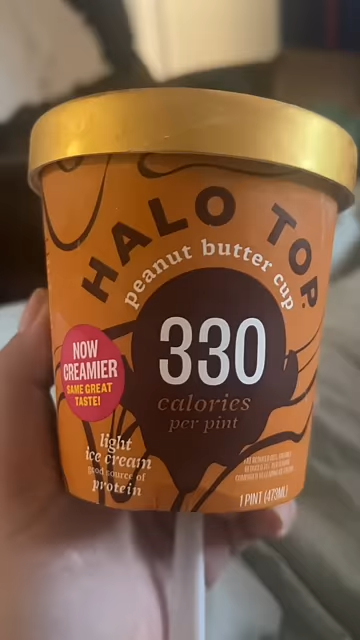 HALO TOP.
peanut butter cup
330
calories
per pint
NOW
CREAMIER
SAME GREAT
TASTE!
light
ice cream
good source of
protein
1 PINT (473ML)